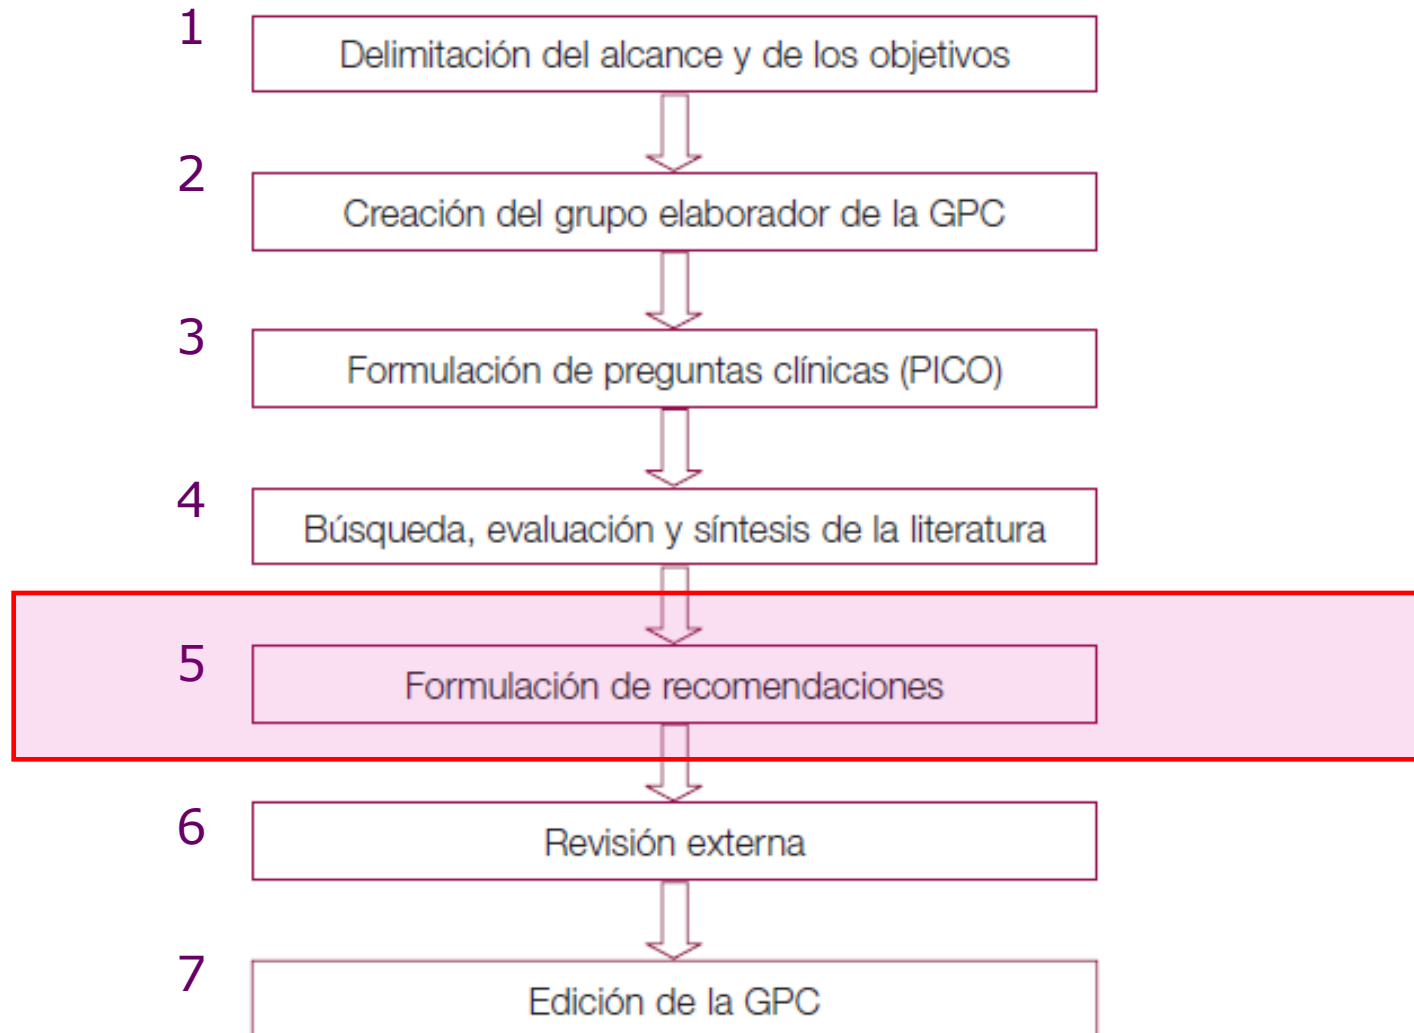 1
Delimitación del alcance y de los objetivos
2
Creación del grupo elaborador de la GPC
3
Formulación de preguntas clínicas (PICO)
4
Búsqueda, evaluación y síntesis de la literatura
5
Formulación de recomendaciones
6
Revisión externa
7
Edición de la GPC